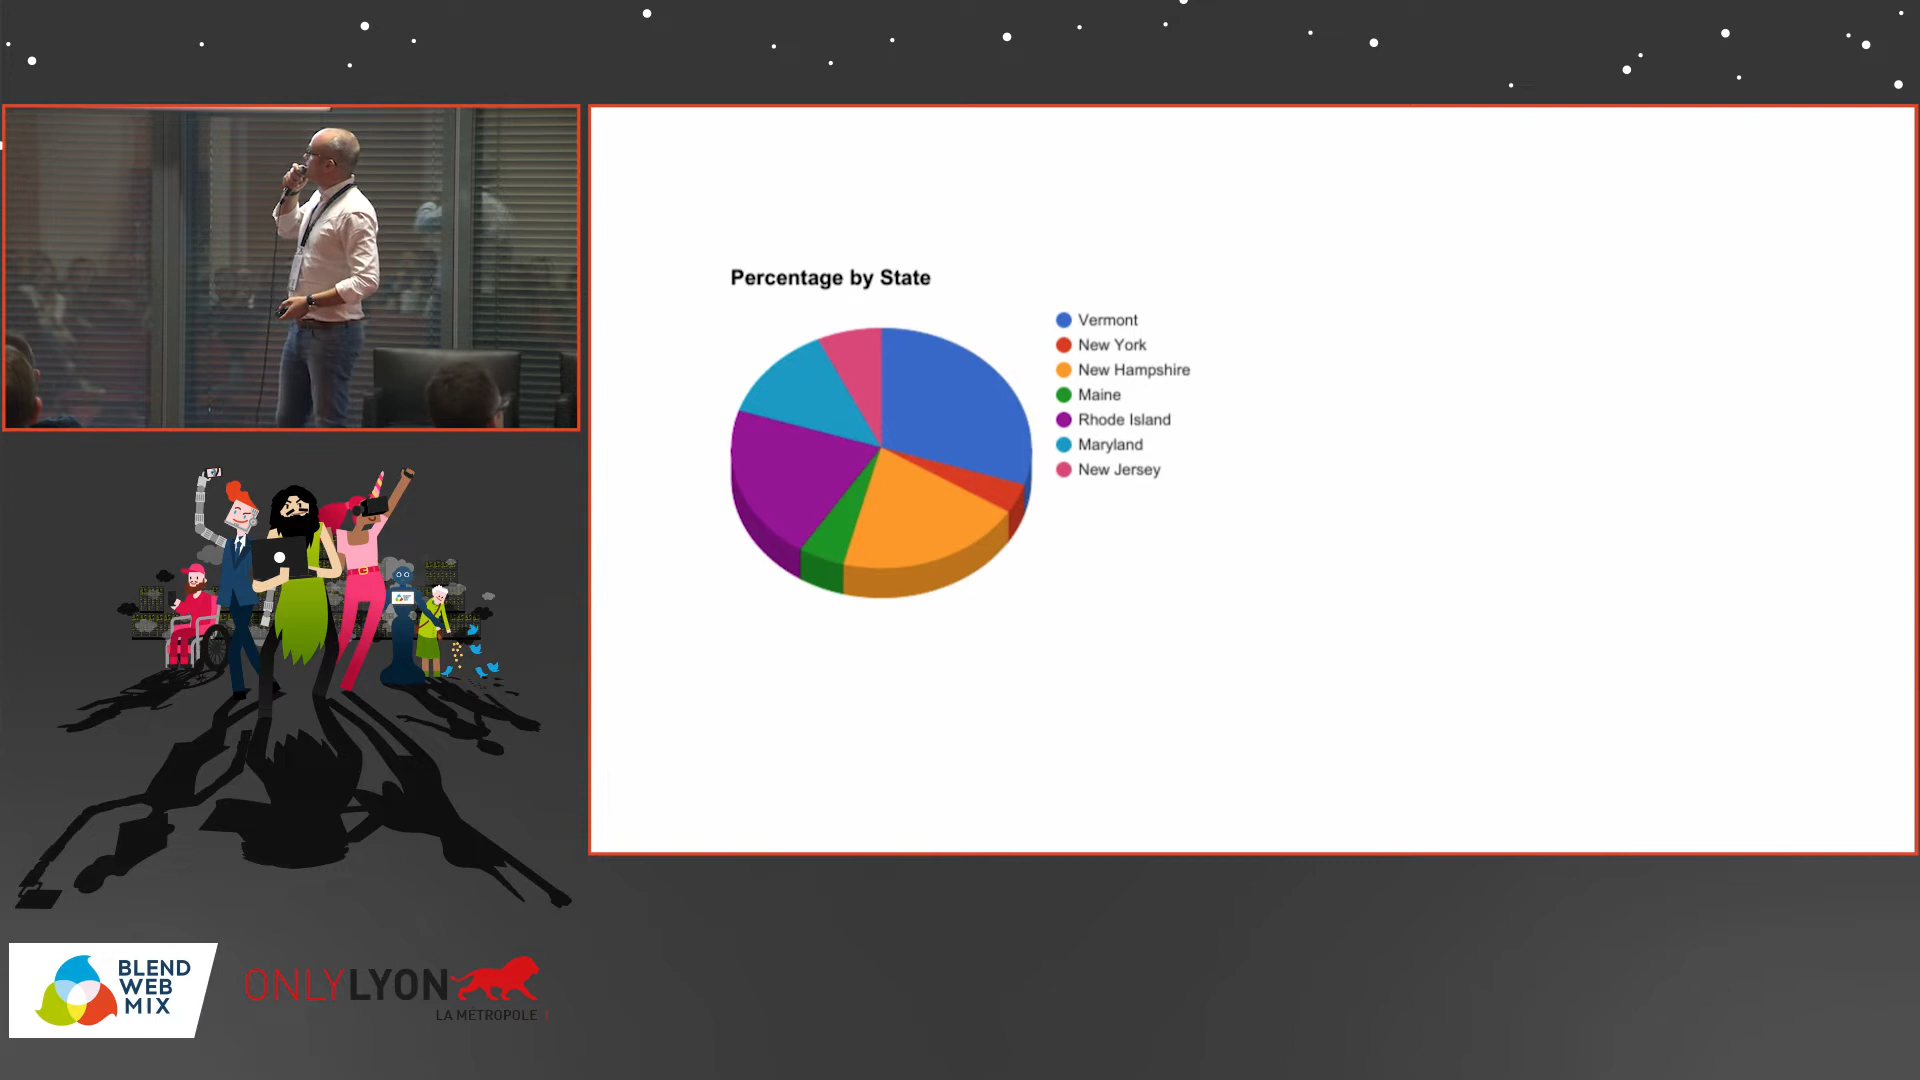 Percentage by State
Vermont
New York
New Hampshire
Maine
Rhode Island
Maryland
New Jersey
BLEND
WEB
MIX
ONLYLYON
LA MÉTROPOLE